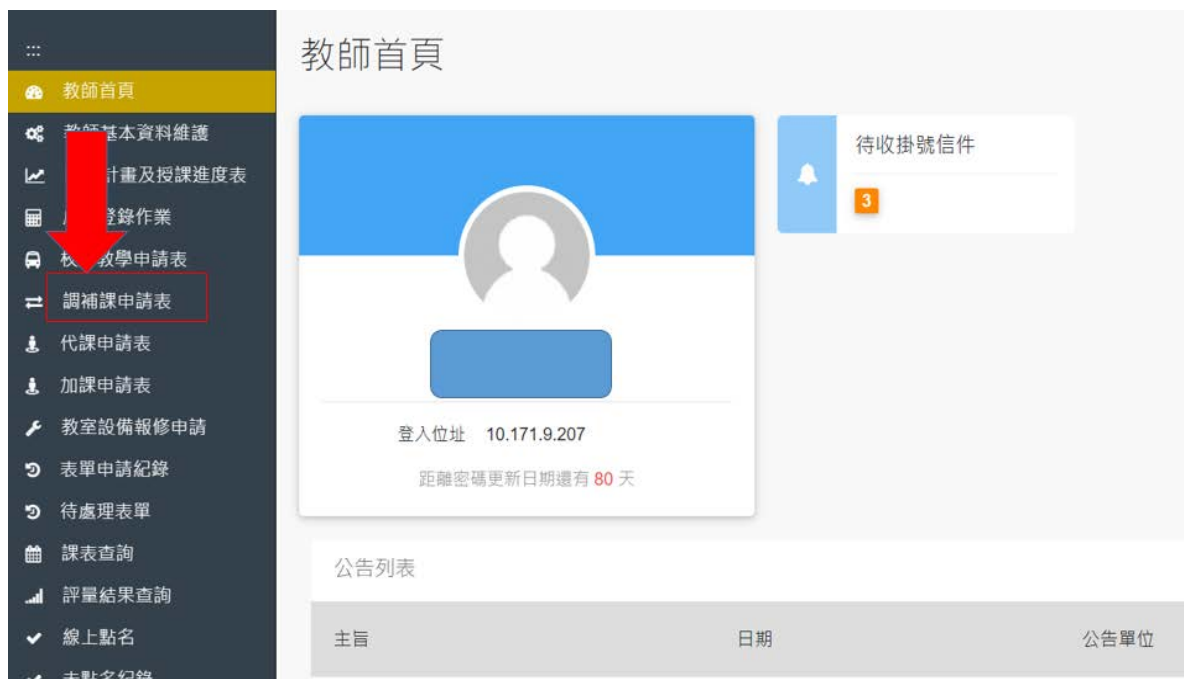 :::
教師首頁
教師基本資料維護
計畫及授課進度表
登錄作業
教學申請表
調補課申請表
代課申請表
加課申請表
教室設備報修申請
表單申請紀錄
待處理表單
課表查詢
評量結果查詢
線上點名
未點名紀錄
教師首頁
待收掛號信件
3
登入位址 10.171.9.207
距離密碼更新日期還有 80 天
公告列表
主旨 日期 公告單位